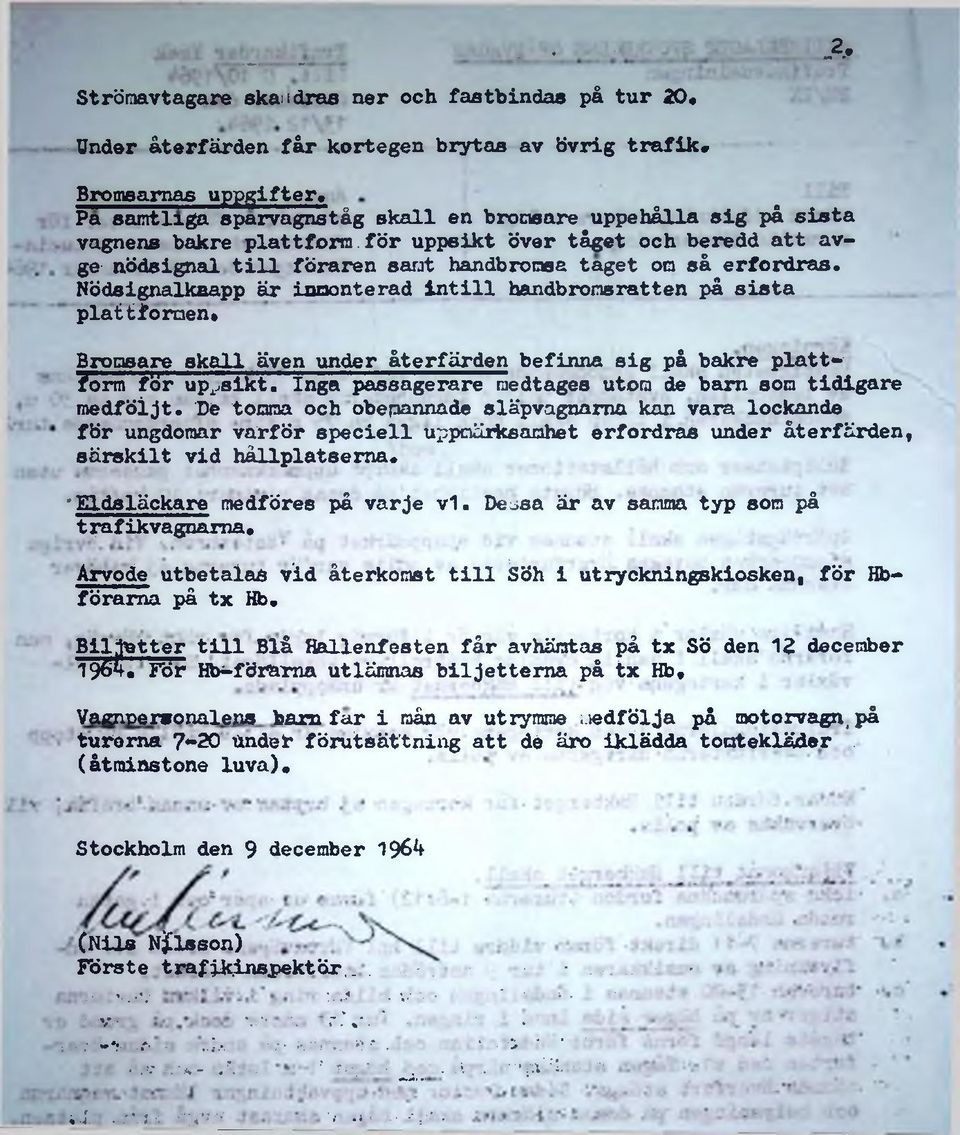 2.
Strömavtagare skall dras ner och fastbindas på tur 20.
Under återfärden får kortegen brytas av övrig trafik.
Bromsarnas uppgifter.
På samtliga spårvagnståg skall en bromsare uppehålla sig på sista
vagnens bakre plattform för uppsikt över tåget och beredd att av-
ge nödsignal till föraren samt handbromsa tåget om så erfordras.
Nödsignalknapp är inmonterad intill handbromsratten på sista
plattformen.
Bromsare skall även under återfärden befinna sig på bakre platt-
form för uppsikt. Inga passagerare medtages utom de barn som tidigare
medföljt. De tomma och obemannade släpvagnarna kan vara lockande
för ungdomar varför speciell uppmärksamhet erfordras under återfärden,
särskilt vid hållplatserna.
Eldsläckare medföres på varje v1. Dessa är av samma typ som på
trafikvagnarna.
Arvode utbetalas vid återkomst till Söh i utryckningskiosken, för Hb-
förarna på tx Hb.
Biljetter till Blå Hallenfesten får avhämtas på tx Sö den 12 december
1964. För Hb-förarna utlämnas biljetterna på tx Hb.
Vagnpersonalens barn får i mån av utrymme medfölja på motorvagn på
turerna 7-20 under förutsättning att de äro iklädda tomtekläder
(åtminstone luva).
Stockholm den 9 december 1964
(Nils Nilsson)
Förste trafikinspektör